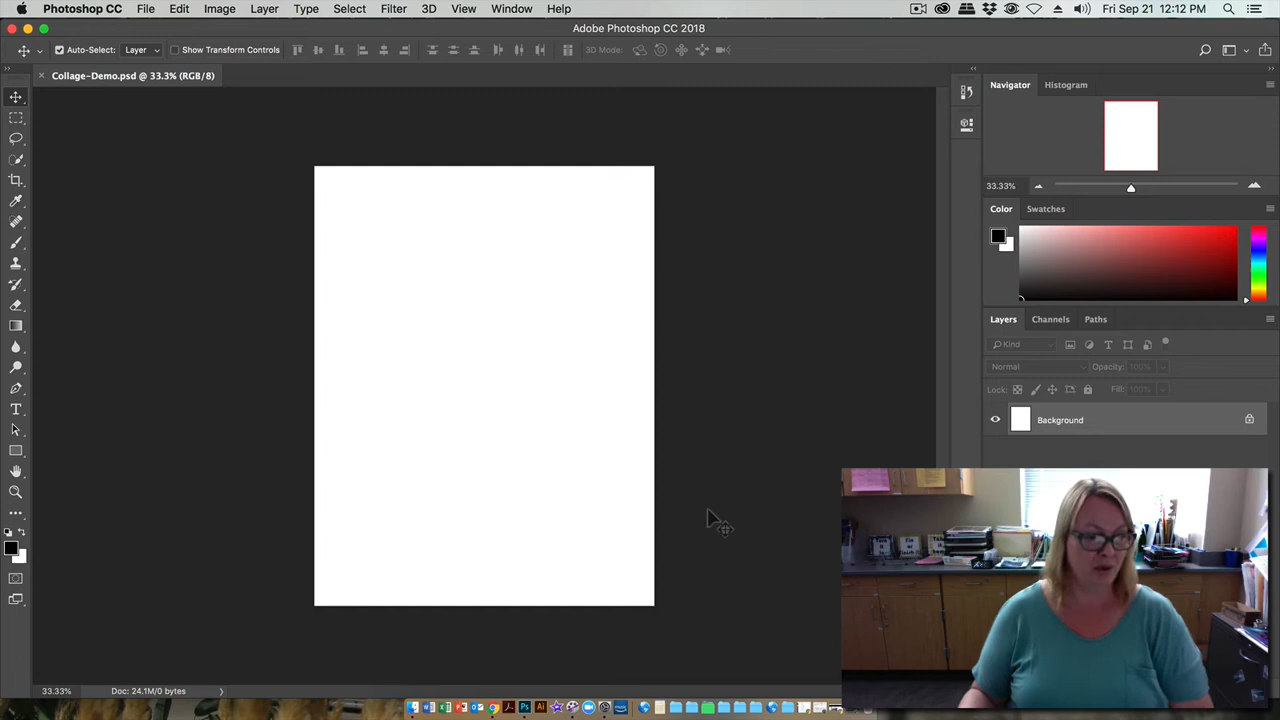 Photoshop CC File Edit Image Layer Type Select Filter 3D View Window Help Fri Sep 21 12:12 PM
Adobe Photoshop CC 2018
Auto-Select: Layer Show Transform Controls 3D Mode:
Collage-Demo.psd @ 33.3% (RGB/8)
Navigator Histogram
33.33%
Color Swatches
Layers Channels Paths
Kind
Normal Opacity: 100%
Lock: Fill: 100%
Background
33.33% Doc: 24.1M/0 bytes